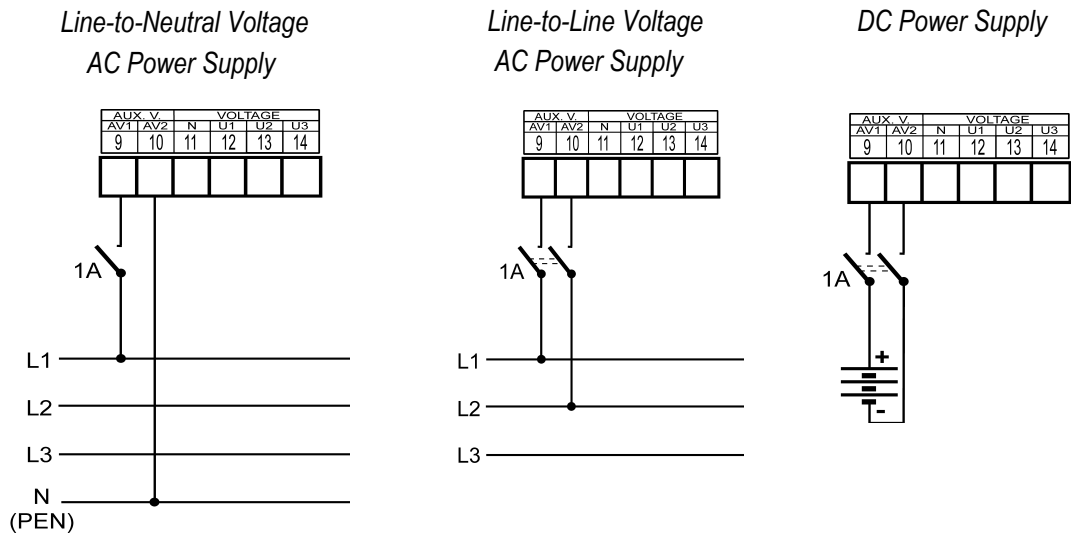 Line-to-Neutral Voltage
AC Power Supply
AUX. V. VOLTAGE
AV1 AV2 N U1 U2 U3
9 10 11 12 13 14
1A
L1
L2
L3
N
(PEN)
Line-to-Line Voltage
AC Power Supply
AUX. V. VOLTAGE
AV1 AV2 N U1 U2 U3
9 10 11 12 13 14
1A
L1
L2
L3
DC Power Supply
AUX. V. VOLTAGE
AV1 AV2 N U1 U2 U3
9 10 11 12 13 14
1A
+
-